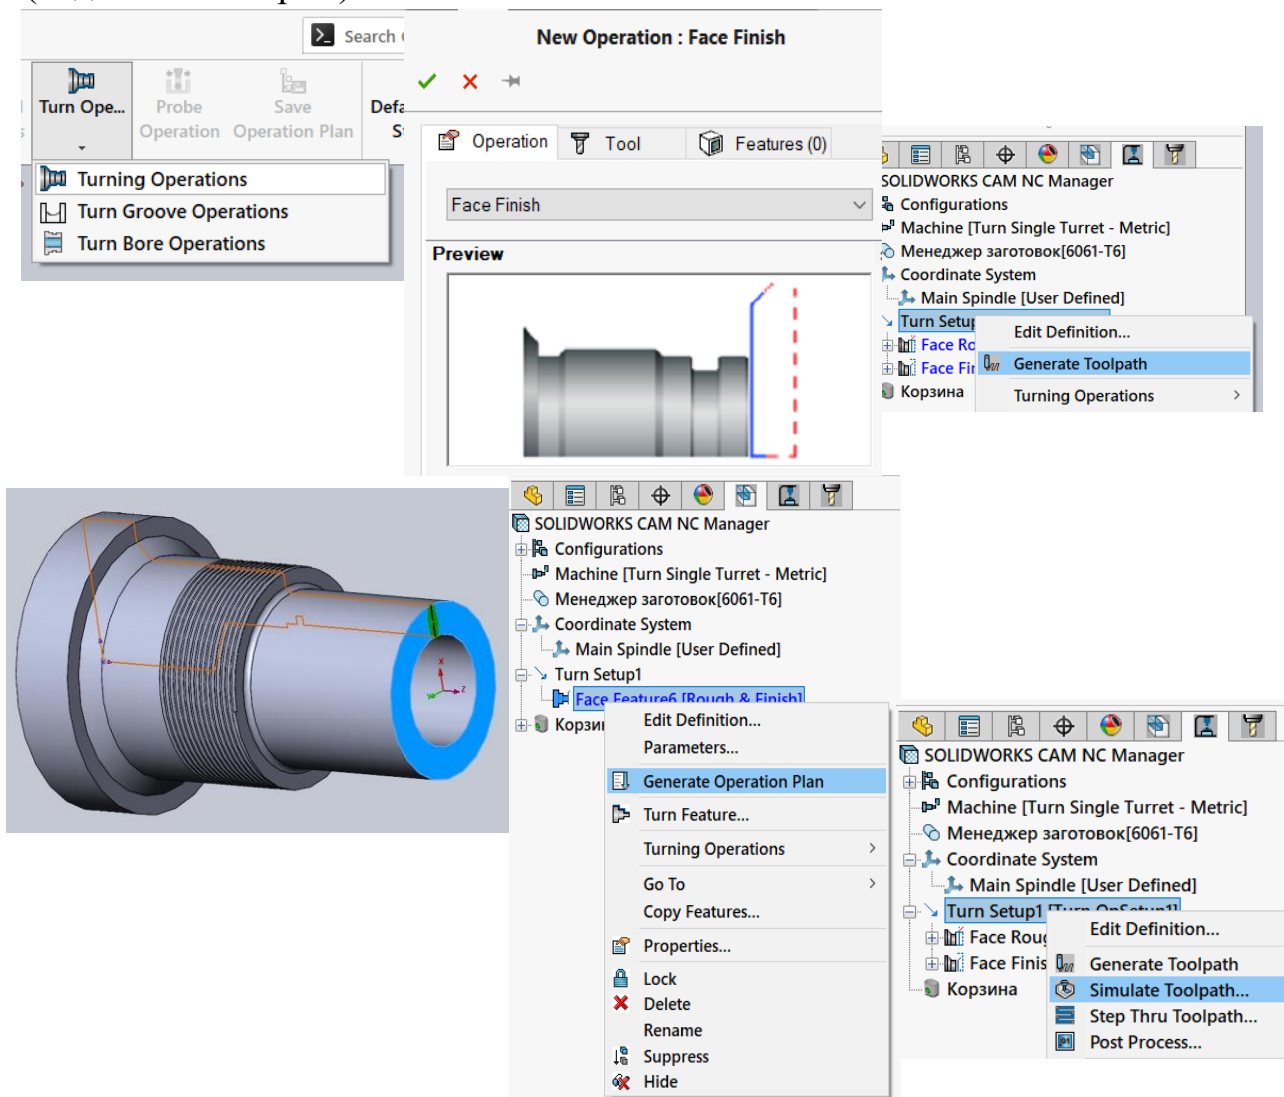 Search
Turn Ope...
Probe
Operation
Save
Operation Plan
Defa
Turning Operations
Turn Groove Operations
Turn Bore Operations
New Operation : Face Finish
Operation
Tool
Features (0)
Face Finish
Preview
SOLIDWORKS CAM NC Manager
Configurations
Machine [Turn Single Turret - Metric]
Менеджер заготовок[6061-T6]
Coordinate System
Main Spindle [User Defined]
Turn Setup
Face Ro
Face Fin
Корзина
Edit Definition...
Generate Toolpath
Turning Operations
SOLIDWORKS CAM NC Manager
Configurations
Machine [Turn Single Turret - Metric]
Менеджер заготовок[6061-T6]
Coordinate System
Main Spindle [User Defined]
Turn Setup1
Face Feature6 [Rough & Finish]
Корзи
Edit Definition...
Parameters...
Generate Operation Plan
Turn Feature...
Turning Operations
Go To
Copy Features...
Properties...
Lock
Delete
Rename
Suppress
Hide
SOLIDWORKS CAM NC Manager
Configurations
Machine [Turn Single Turret - Metric]
Менеджер заготовок[6061-T6]
Coordinate System
Main Spindle [User Defined]
Turn Setup1 [Turn OpSetup1]
Face Roug
Face Finis
Корзина
Edit Definition...
Generate Toolpath
Simulate Toolpath...
Step Thru Toolpath...
Post Process...